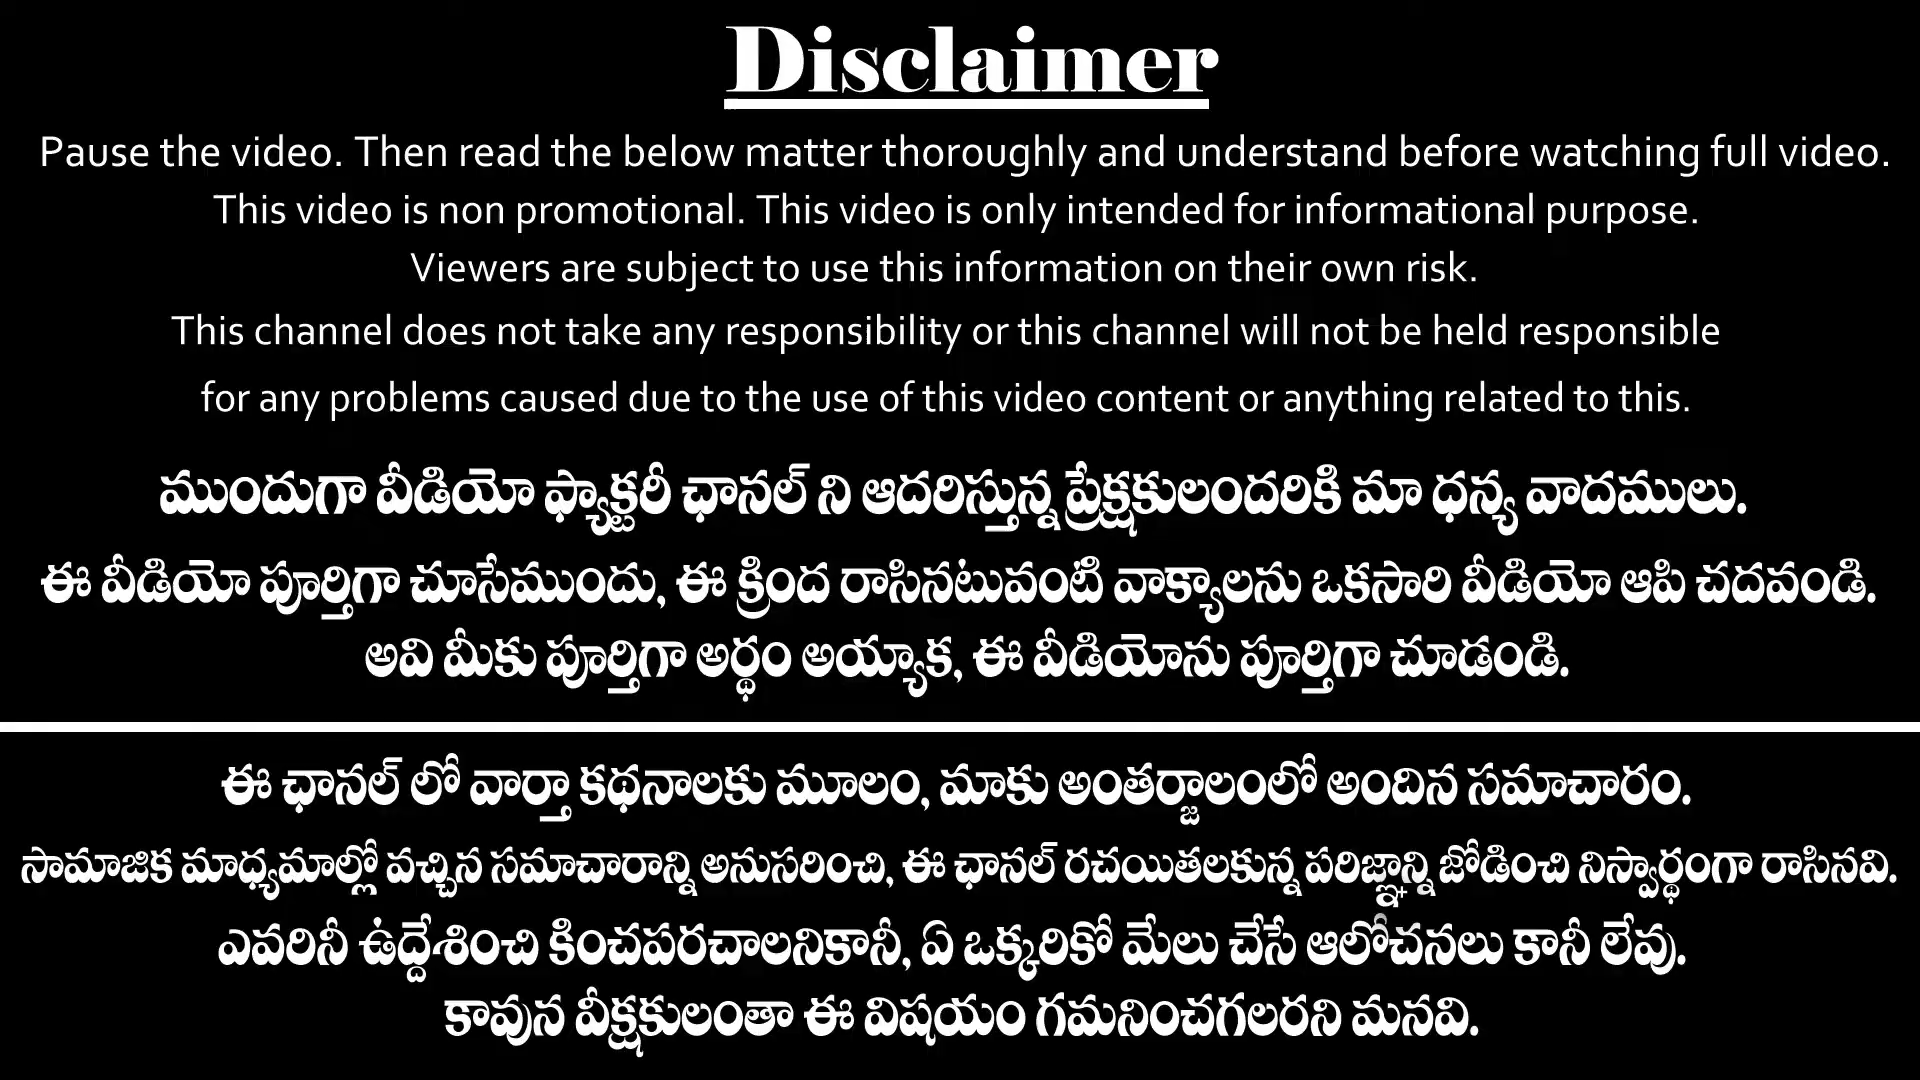 Disclaimer
Pause the video. Then read the below matter thoroughly and understand before watching full video.
This video is non promotional. This video is only intended for informational purpose.
Viewers are subject to use this information on their own risk.
This channel does not take any responsibility or this channel will not be held responsible
for any problems caused due to the use of this video content or anything related to this.
ముందుగా వీడియో ఫ్యాక్టరీ ఛానల్ ని ఆదరిస్తున్న ప్రేక్షకులందరికి మా ధన్య వాదములు.
ఈ వీడియో పూర్తిగా చూసేముందు, ఈ క్రింద రాసినటువంటి వాక్యాలను ఒకసారి వీడియో ఆపి చదవండి.
అవి మీకు పూర్తిగా అర్థం అయ్యాక, ఈ వీడియోను పూర్తిగా చూడండి.
ఈ ఛానల్ లో వార్తా కథనాలకు మూలం, మాకు అంతర్జాలంలో అందిన సమాచారం.
సామాజిక మాధ్యమాల్లో వచ్చిన సమాచారాన్ని అనుసరించి, ఈ ఛానల్ రచయితలకున్న పరిజ్ఞాన్ని జోడించి నిస్వార్థంగా రాసినవి.
ఎవరినీ ఉద్దేశించి కించపరచాలనికానీ, ఏ ఒక్కరికో మేలు చేసే ఆలోచనలు కానీ లేవు.
కావున వీక్షకులంతా ఈ విషయం గమనించగలరని మనవి.